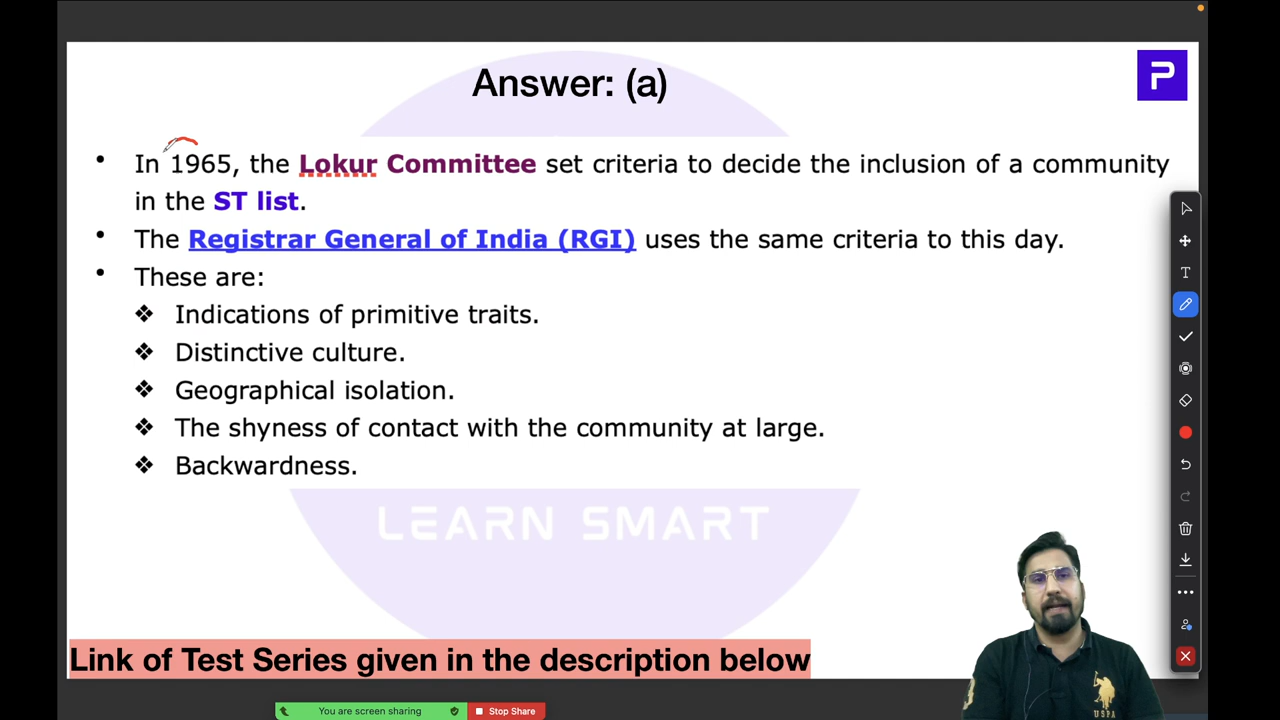 Answer: (a)
P
• In 1965, the Lokur Committee set criteria to decide the inclusion of a community
in the ST list.
• The Registrar General of India (RGI) uses the same criteria to this day.
• These are:
❖ Indications of primitive traits.
❖ Distinctive culture.
❖ Geographical isolation.
❖ The shyness of contact with the community at large.
❖ Backwardness.
LEARN SMART
Link of Test Series given in the description below
You are screen sharing
Stop Share
T
USPA